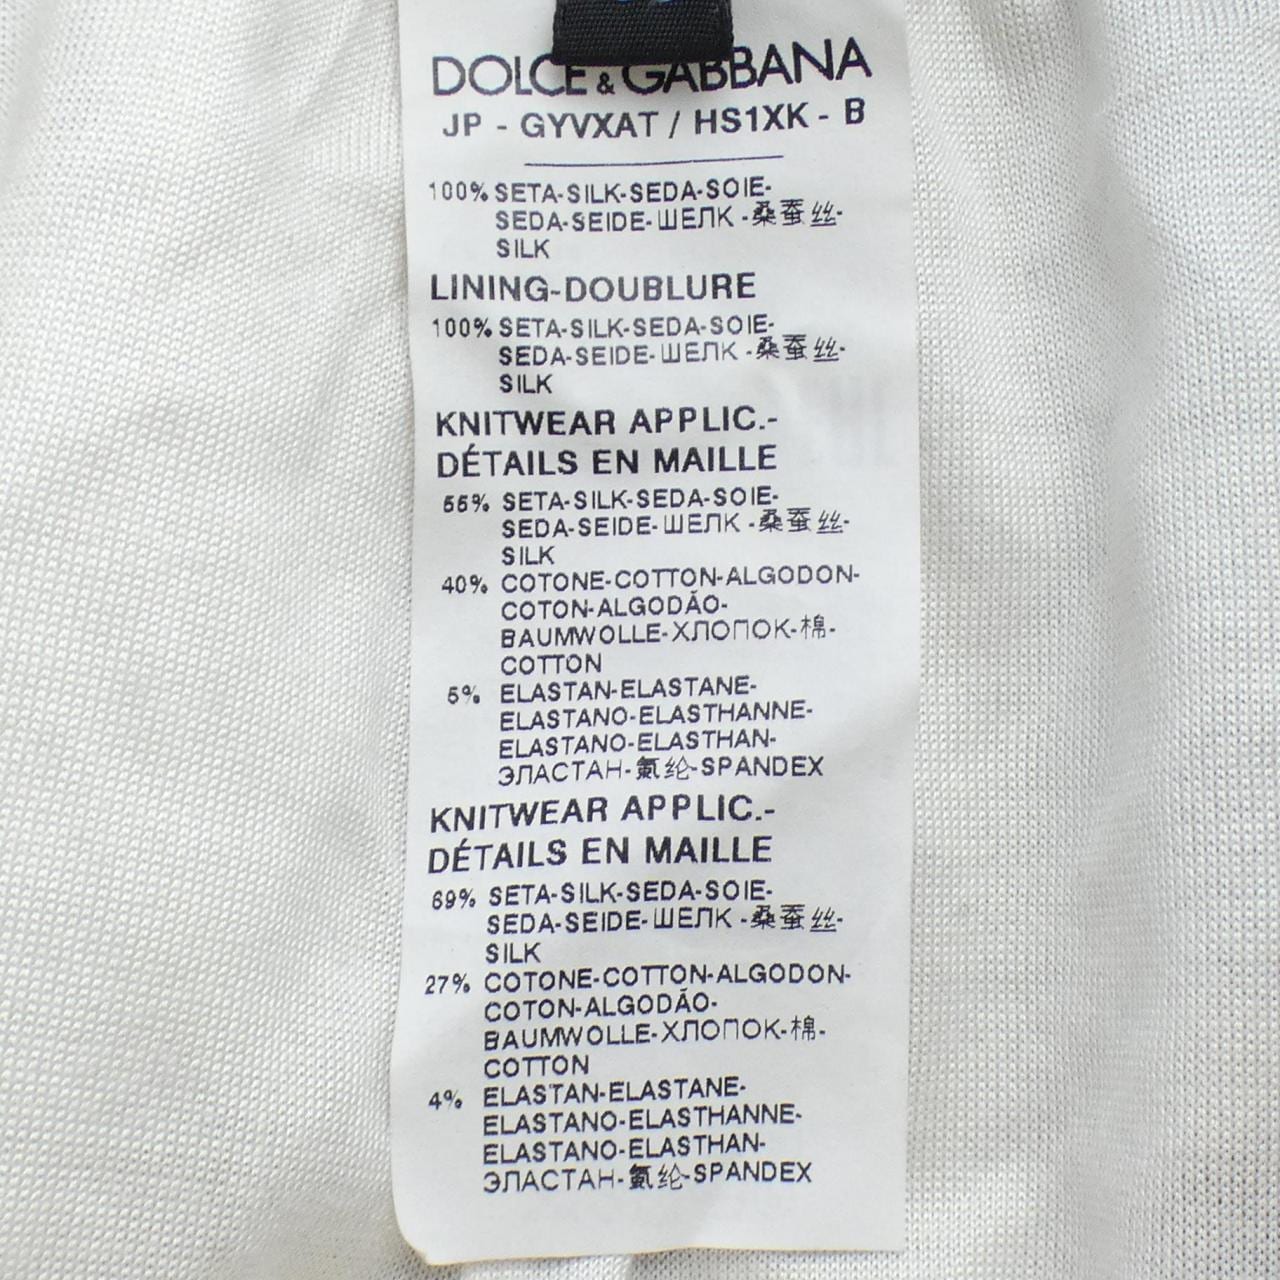 DOLCE & GABBANA
JP - GYVXAT / HS1XK - B
100% SETA-SILK-SEDA-SOIE-
SEDA-SEIDE-ШЕЛК-桑蚕丝-
SILK
LINING-DOUBLURE
100% SETA-SILK-SEDA-SOIE-
SEDA-SEIDE-ШЕЛК-桑蚕丝-
SILK
KNITWEAR APPLIC.-
DÉTAILS EN MAILLE
55% SETA-SILK-SEDA-SOIE-
SEDA-SEIDE-ШЕЛК-桑蚕丝-
SILK
40% COTONE-COTTON-ALGODON-
COTON-ALGODÃO-
BAUMWOLLE-ХЛОПОК-棉-
COTTON
5% ELASTAN-ELASTANE-
ELASTANO-ELASTHANNE-
ELASTANO-ELASTHAN-
ЭЛАСТАН-氨纶-SPANDEX
KNITWEAR APPLIC.-
DÉTAILS EN MAILLE
69% SETA-SILK-SEDA-SOIE-
SEDA-SEIDE-ШЕЛК-桑蚕丝-
SILK
27% COTONE-COTTON-ALGODON-
COTON-ALGODÃO-
BAUMWOLLE-ХЛОПОК-棉-
COTTON
4% ELASTAN-ELASTANE-
ELASTANO-ELASTHANNE-
ELASTANO-ELASTHAN-
ЭЛАСТАН-氨纶-SPANDEX